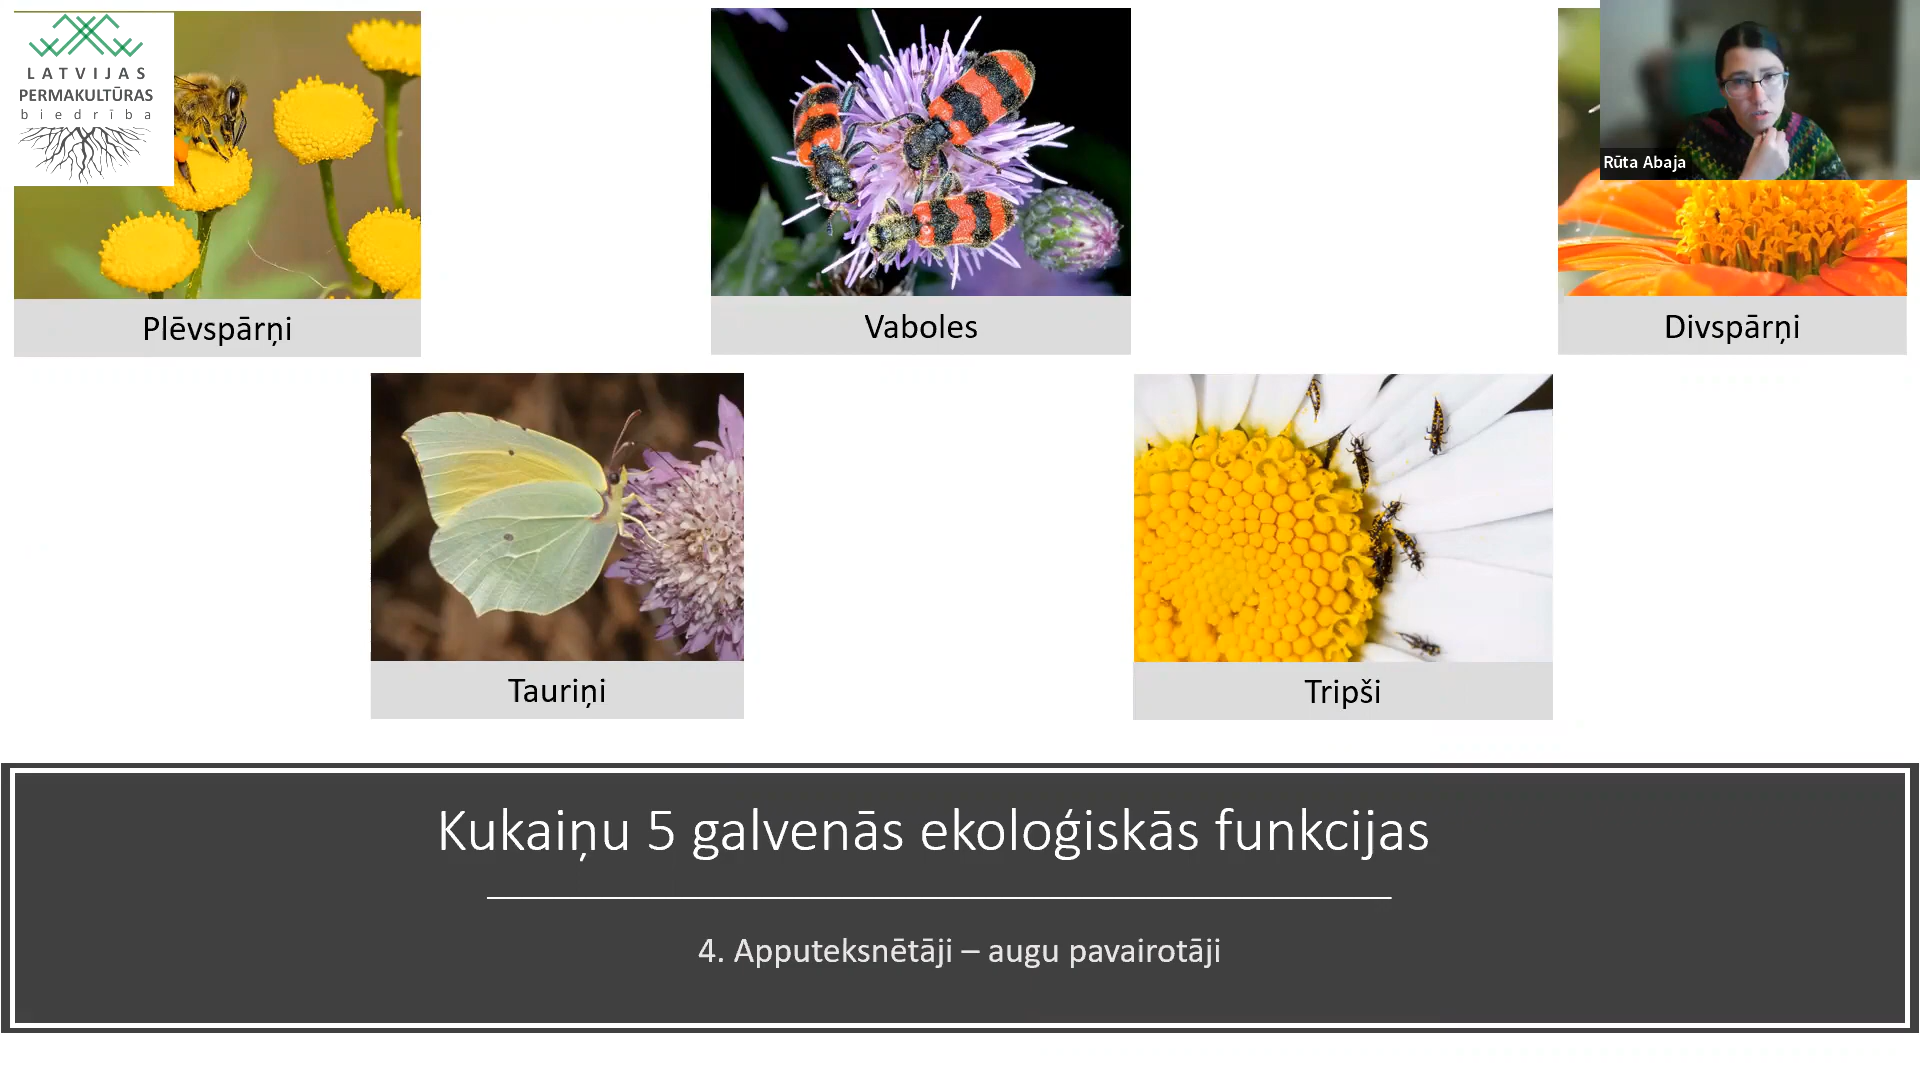 LATVIJAS
PERMAKULTŪRAS
biedrība
Rūta Abaja
Plēvspārņi
Vaboles
Divspārņi
Tauriņi
Tripši
Kukaiņu 5 galvenās ekoloģiskās funkcijas
4. Apputeksnētāji – augu pavairotāji